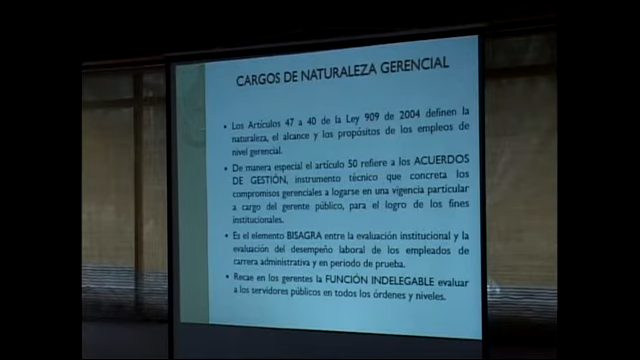 CARGOS DE NATURALEZA GERENCIAL
• Los Artículos 47 a 40 de la Ley 909 de 2004 definen la
naturaleza, el alcance y los propósitos de los empleos de
nivel gerencial.
• De manera especial el artículo 50 refiere a los ACUERDOS
DE GESTIÓN, instrumento técnico que concreta los
compromisos gerenciales a logarse en una vigencia particular
a cargo del gerente público, para el logro de los fines
institucionales.
• Es el elemento BISAGRA entre la evaluación institucional y la
evaluación del desempeño laboral de los empleados de
carrera administrativa y en periodo de prueba.
• Recae en los gerentes la FUNCIÓN INDELEGABLE evaluar
a los servidores públicos en todos los órdenes y niveles.